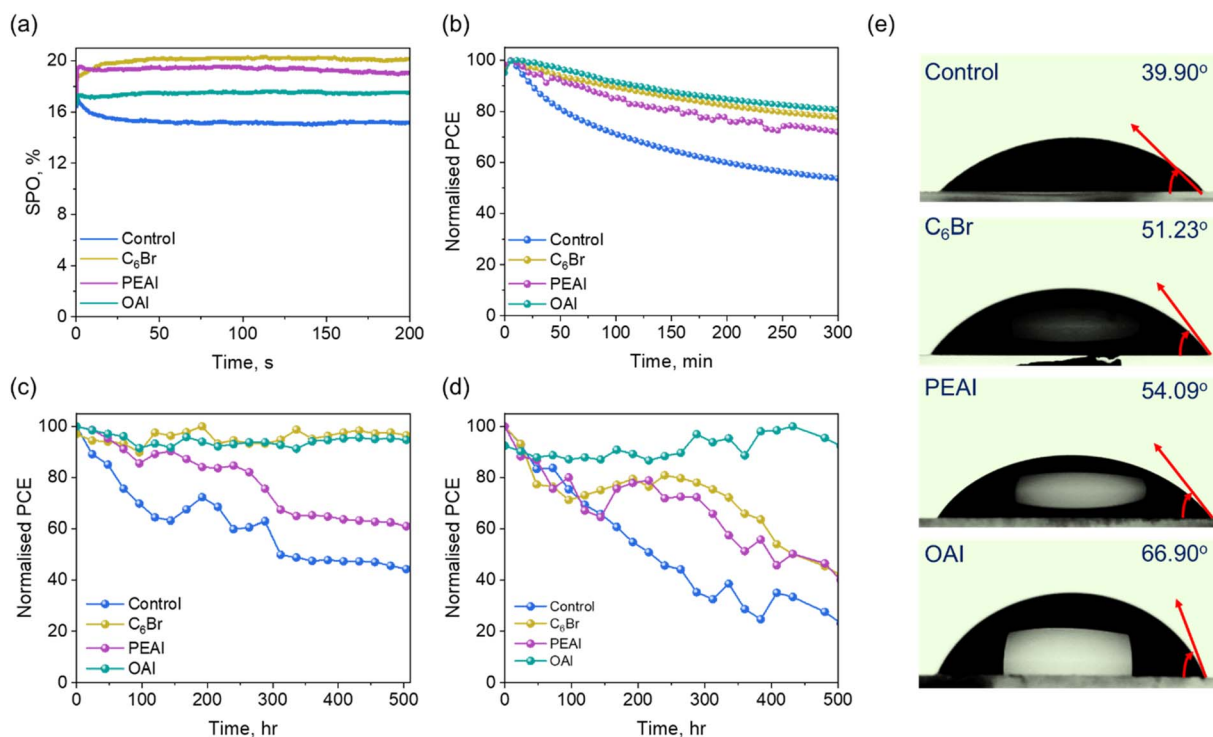 (a)
20
16
12
8
4
0
SPO, %
Control
C₆Br
PEAI
OAI
0 50 100 150 200
Time, s
(b)
100
80
60
40
20
0
Normalised PCE
Control
C₆Br
PEAI
OAI
0 50 100 150 200 250 300
Time, min
(c)
100
80
60
40
20
0
Normalised PCE
Control
C₆Br
PEAI
OAI
0 100 200 300 400 500
Time, hr
(d)
100
80
60
40
20
0
Normalised PCE
Control
C₆Br
PEAI
OAI
0 100 200 300 400 500
Time, hr
(e)
Control 39.90°
C₆Br 51.23°
PEAI 54.09°
OAI 66.90°